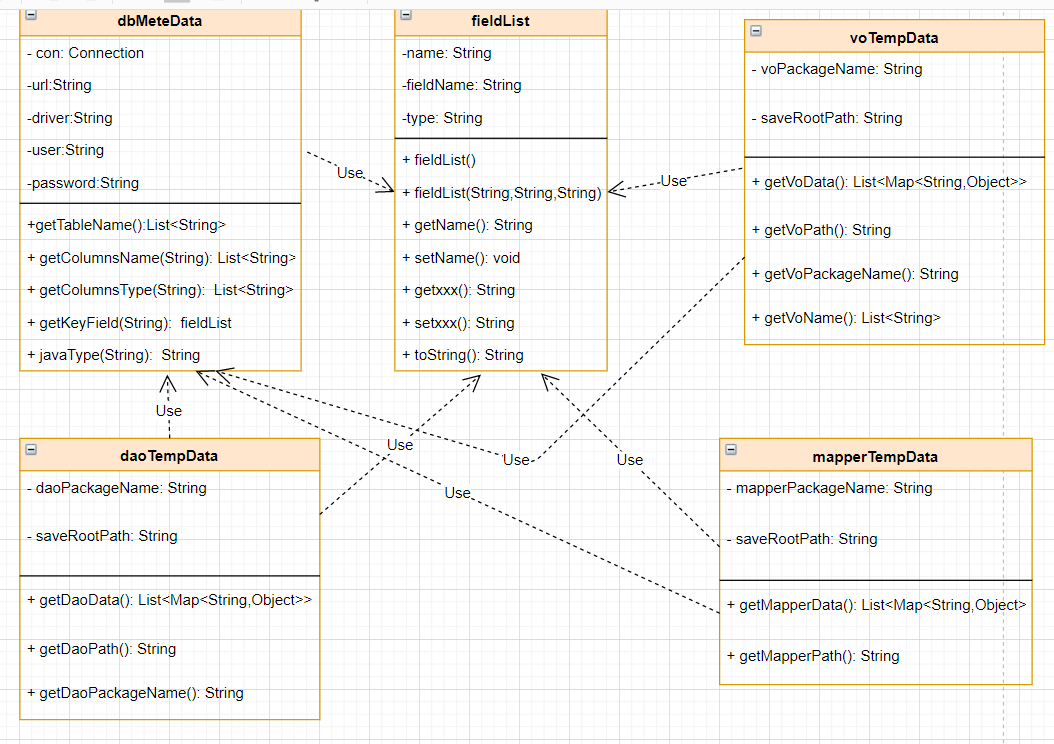 dbMeteData
- con: Connection
-url:String
-driver:String
-user:String
-password:String
+getTableName():List<String>
+ getColumnsName(String): List<String>
+ getColumnsType(String):  List<String>
+ getKeyField(String):  fieldList
+ javaType(String):  String
fieldList
-name: String
-fieldName: String
-type: String
+ fieldList()
+ fieldList(String,String,String)
+ getName(): String
+ setName(): void
+ getxxx(): String
+ setxxx(): String
+ toString(): String
voTempData
- voPackageName: String
- saveRootPath: String
+ getVoData(): List<Map<String,Object>>
+ getVoPath(): String
+ getVoPackageName(): String
+ getVoName(): List<String>
Use
Use
Use
Use
Use
Use
Use
daoTempData
- daoPackageName: String
- saveRootPath: String
+ getDaoData(): List<Map<String,Object>>
+ getDaoPath(): String
+ getDaoPackageName(): String
mapperTempData
- mapperPackageName: String
- saveRootPath: String
+ getMapperData(): List<Map<String,Object>
+ getMapperPath(): String